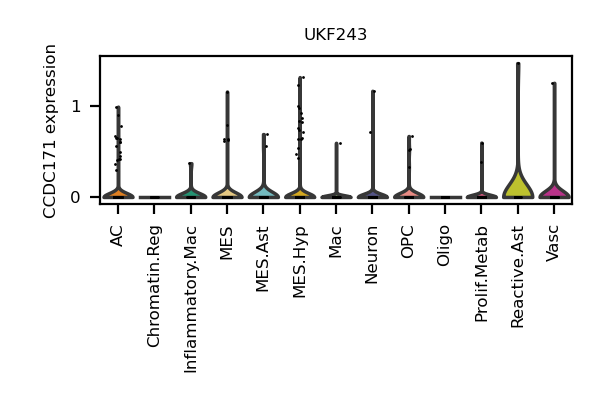 UKF243
CCDC171 expression
1
0
AC
Chromatin.Reg
Inflammatory.Mac
MES
MES.Ast
MES.Hyp
Mac
Neuron
OPC
Oligo
Prolif.Metab
Reactive.Ast
Vasc